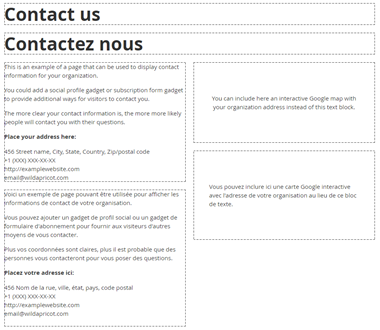 Contact us
Contactez nous
This is an example of a page that can be used to display contact
information for your organization.
You could add a social profile gadget or subscription form gadget
to provide additional ways for visitors to contact you.
The more clear your contact information is, the more more likely
people will contact you with their questions.
Place your address here:
456 Street name, City, State, Country, Zip/postal code
+1 (XXX) XXX-XX-XX
http://examplewebsite.com
email@wildapricot.com
You can include here an interactive Google map with
your organization address instead of this text block.
Voici un exemple de page pouvant être utilisée pour afficher les
informations de contact de votre organisation.
Vous pouvez ajouter un gadget de profil social ou un gadget de
formulaire d'abonnement pour fournir aux visiteurs d'autres
moyens de vous contacter.
Plus vos coordonnées sont claires, plus il est probable que des
personnes vous contacteront pour vous poser des questions.
Placez votre adresse ici:
456 Nom de la rue, ville, état, pays, code postal
+1 (XXX) XXX-XX-XX
http://examplewebsite.com
email@wildapricot.com
Vous pouvez inclure ici une carte Google interactive
avec l'adresse de votre organisation au lieu de ce bloc
de texte.